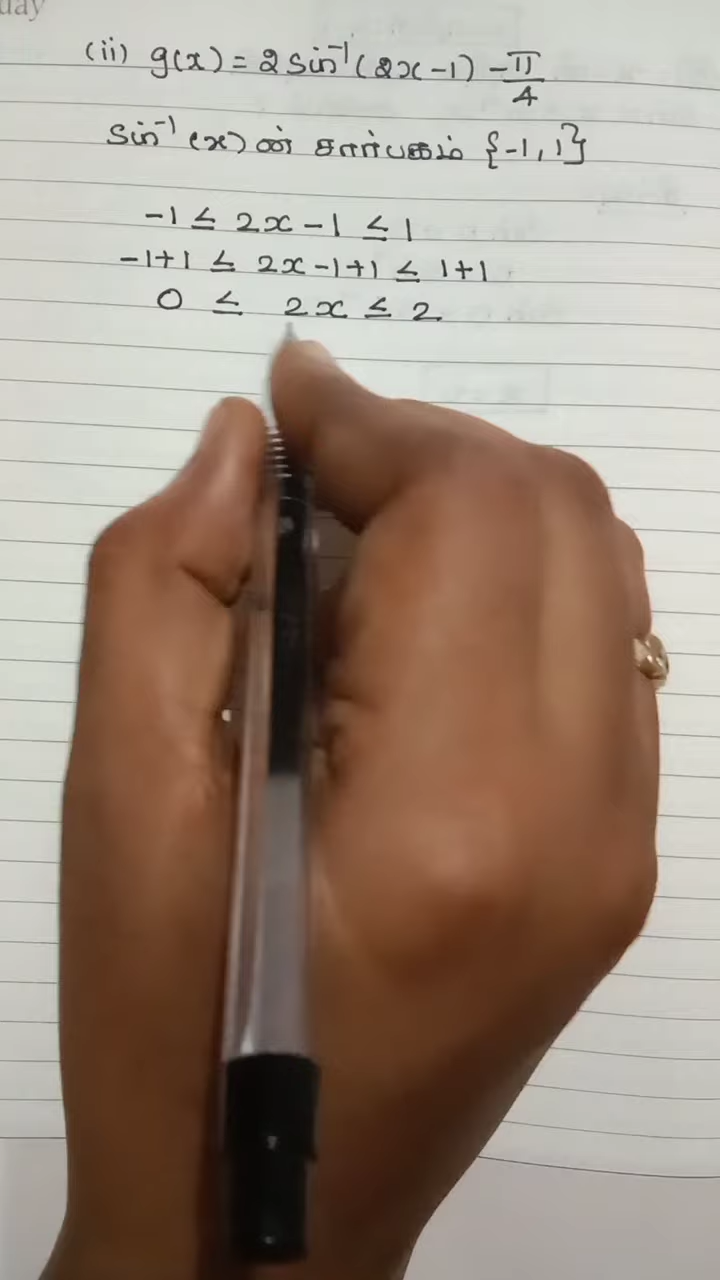 day
(ii) g(x) = 2 sin⁻¹(2x-1) - π/4
sin⁻¹(x) ன் சார்பகம் {-1, 1}
-1 ≤ 2x - 1 ≤ 1
-1+1 ≤ 2x-1+1 ≤ 1+1
0 ≤ 2x ≤ 2